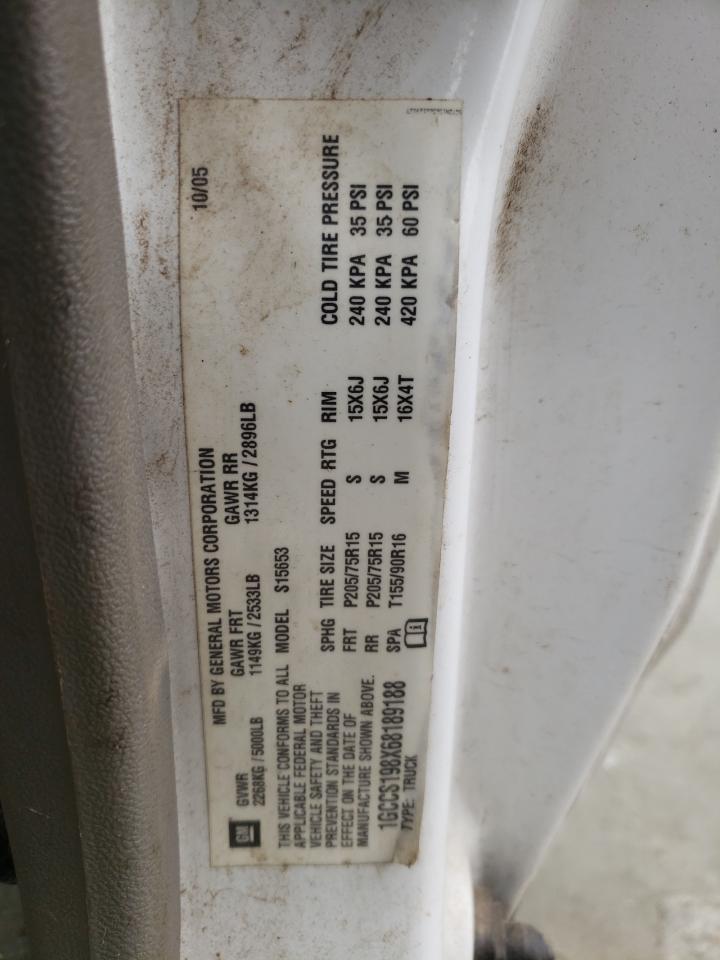 MFD BY GENERAL MOTORS CORPORATION 10/05
GM
GVWR GAWR FRT GAWR RR
2268KG / 5000LB 1149KG / 2533LB 1314KG / 2896LB
THIS VEHICLE CONFORMS TO ALL
APPLICABLE FEDERAL MOTOR
VEHICLE SAFETY AND THEFT
PREVENTION STANDARDS IN
EFFECT ON THE DATE OF
MANUFACTURE SHOWN ABOVE.
1GCCS198X68189188
TYPE: TRUCK
MODEL S15653
SPHG TIRE SIZE SPEED RTG RIM COLD TIRE PRESSURE
FRT P205/75R15 S 15X6J 240 KPA 35 PSI
RR P205/75R15 S 15X6J 240 KPA 35 PSI
SPA T155/90R16 M 16X4T 420 KPA 60 PSI